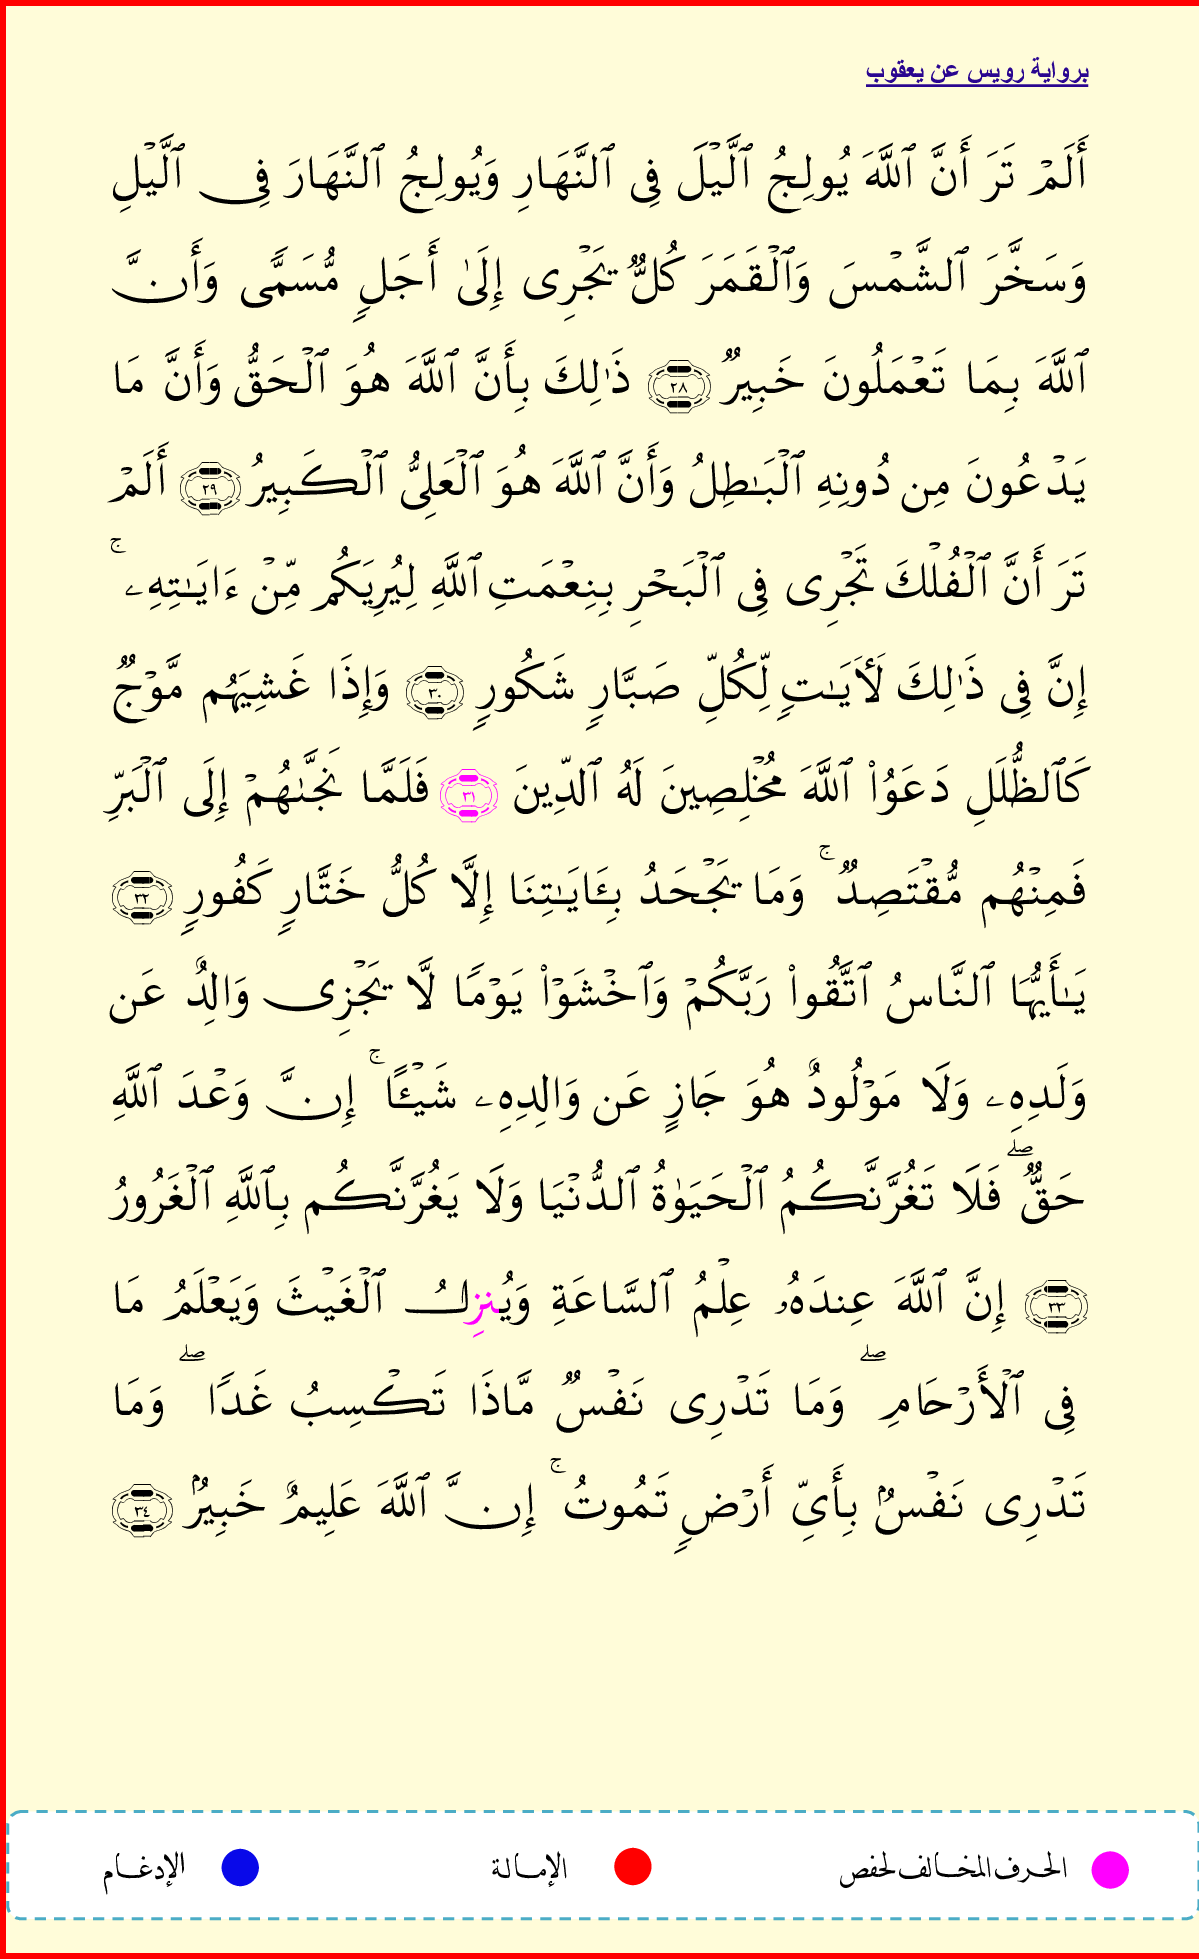 برواية رويس عن يعقوب
أَلَمۡ تَرَ أَنَّ ٱللَّهَ يُولِجُ ٱلَّيۡلَ فِى ٱلنَّهَارِ وَيُولِجُ ٱلنَّهَارَ فِى ٱلَّيۡلِ
وَسَخَّرَ ٱلشَّمۡسَ وَٱلۡقَمَرَ كُلࣱّ يَجۡرِى إِلَىٰ أَجَلࣲ مُّسَمࣰّى وَأَنَّ
ٱللَّهَ بِمَا تَعۡمَلُونَ خَبِيرࣱ ٢٨ ذَٰلِكَ بِأَنَّ ٱللَّهَ هُوَ ٱلۡحَقُّ وَأَنَّ مَا
يَدۡعُونَ مِن دُونِهِ ٱلۡبَـٰطِلُ وَأَنَّ ٱللَّهَ هُوَ ٱلۡعَلِىُّ ٱلۡكَبِيرُ ٢٩ أَلَمۡ
تَرَ أَنَّ ٱلۡفُلۡكَ تَجۡرِى فِى ٱلۡبَحۡرِ بِنِعۡمَتِ ٱللَّهِ لِيُرِيَكُم مِّنۡ ءَايَـٰتِهِۦۚ
إِنَّ فِى ذَٰلِكَ لَأٓيَـٰتࣲ لِّكُلِّ صَبَّارࣲ شَكُورࣲ ٣٠ وَإِذَا غَشِيَهُم مَّوۡجࣱ
كَٱلظُّلَلِ دَعَوُا۟ ٱللَّهَ مُخۡلِصِينَ لَهُ ٱلدِّينَ ٣١ فَلَمَّا نَجَّىٰهُمۡ إِلَى ٱلۡبَرِّ
فَمِنۡهُم مُّقۡتَصِدࣱۚ وَمَا يَجۡحَدُ بِـَٔايَـٰتِنَا إِلَّا كُلُّ خَتَّارࣲ كَفُورࣲ ٣٢
يَـٰأَيُّهَا ٱلنَّاسُ ٱتَّقُوا۟ رَبَّكُمۡ وَٱخۡشَوۡا۟ يَوۡمࣰا لَّا يَجۡزِى وَالِدٌ عَن
وَلَدِهِۦ وَلَا مَوۡلُودٌ هُوَ جَازٍ عَن وَالِدِهِۦ شَيۡـًٔاۚ إِنَّ وَعۡدَ ٱللَّهِ
حَقࣱّۖ فَلَا تَغُرَّنَّكُمُ ٱلۡحَيَوٰةُ ٱلدُّنۡيَا وَلَا يَغُرَّنَّكُم بِٱللَّهِ ٱلۡغَرُورُ
٣٣ إِنَّ ٱللَّهَ عِندَهُۥ عِلۡمُ ٱلسَّاعَةِ وَيُنزِلُ ٱلۡغَيۡثَ وَيَعۡلَمُ مَا
فِى ٱلۡأَرۡحَامِۖ وَمَا تَدۡرِى نَفۡسࣱ مَّاذَا تَكۡسِبُ غَدࣰاۖ وَمَا
تَدۡرِى نَفۡسُۢ بِأَىِّ أَرۡضࣲ تَمُوتُۚ إِنَّ ٱللَّهَ عَلِيمٌ خَبِيرُۢ ٣٤
الحرف المخالف لحفص الإمالة الإدغام